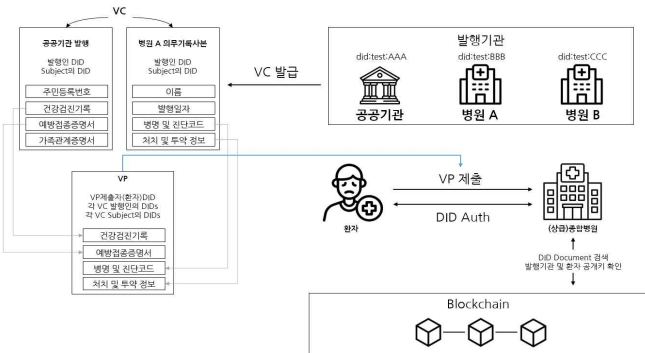 VC
공공기관 발행
발행인 DID
Subject의 DID
주민등록번호
건강검진기록
예방접종증명서
가족관계증명서
병원 A 의무기록사본
발행인 DID
Subject의 DID
이름
발행일자
병명 및 진단코드
처치 및 투약 정보
VC 발급
발행기관
did:test:AAA
did:test:BBB
did:test:CCC
공공기관
병원 A
병원 B
VP
VP제출자(환자)DID
각 VC 발행인의 DIDs
각 VC Subject의 DIDs
건강검진기록
예방접종증명서
병명 및 진단코드
처치 및 투약 정보
환자
VP 제출
DID Auth
(상급)종합병원
DID Document 검색
발행기관 및 환자 공개키 확인
Blockchain